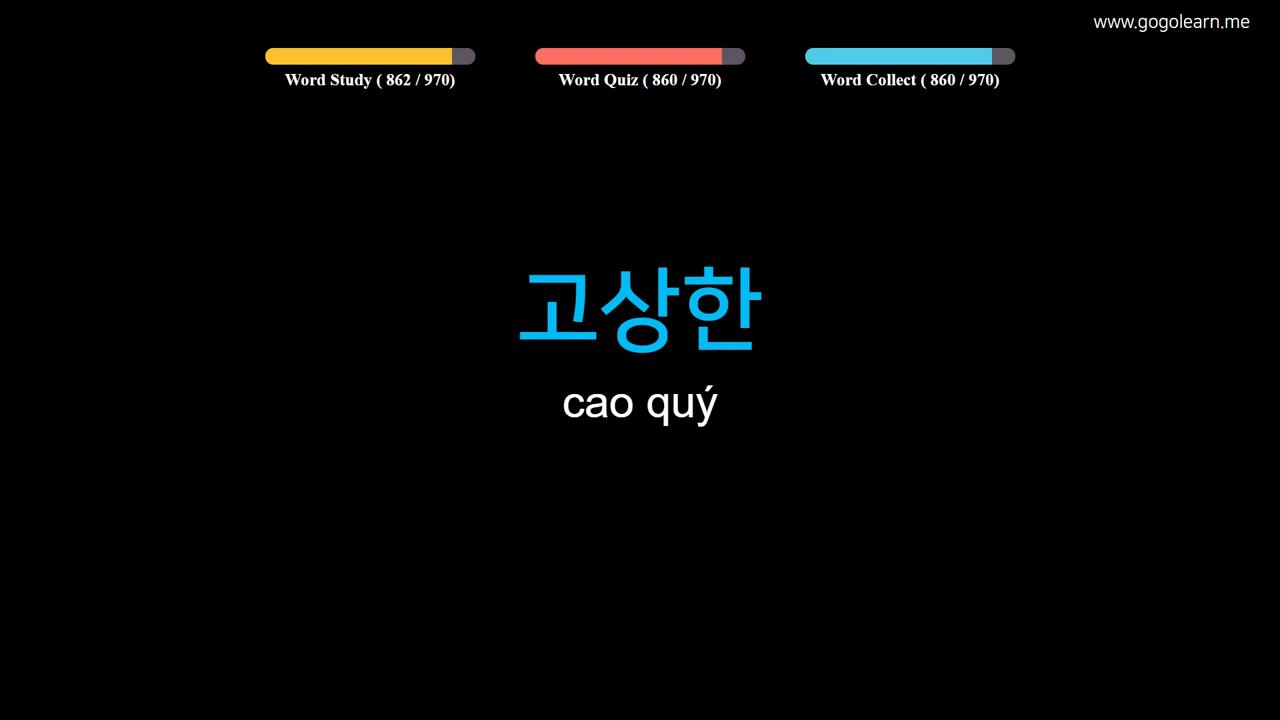 www.gogolearn.me
Word Study ( 862 / 970)
Word Quiz ( 860 / 970)
Word Collect ( 860 / 970)
고상한
cao quý